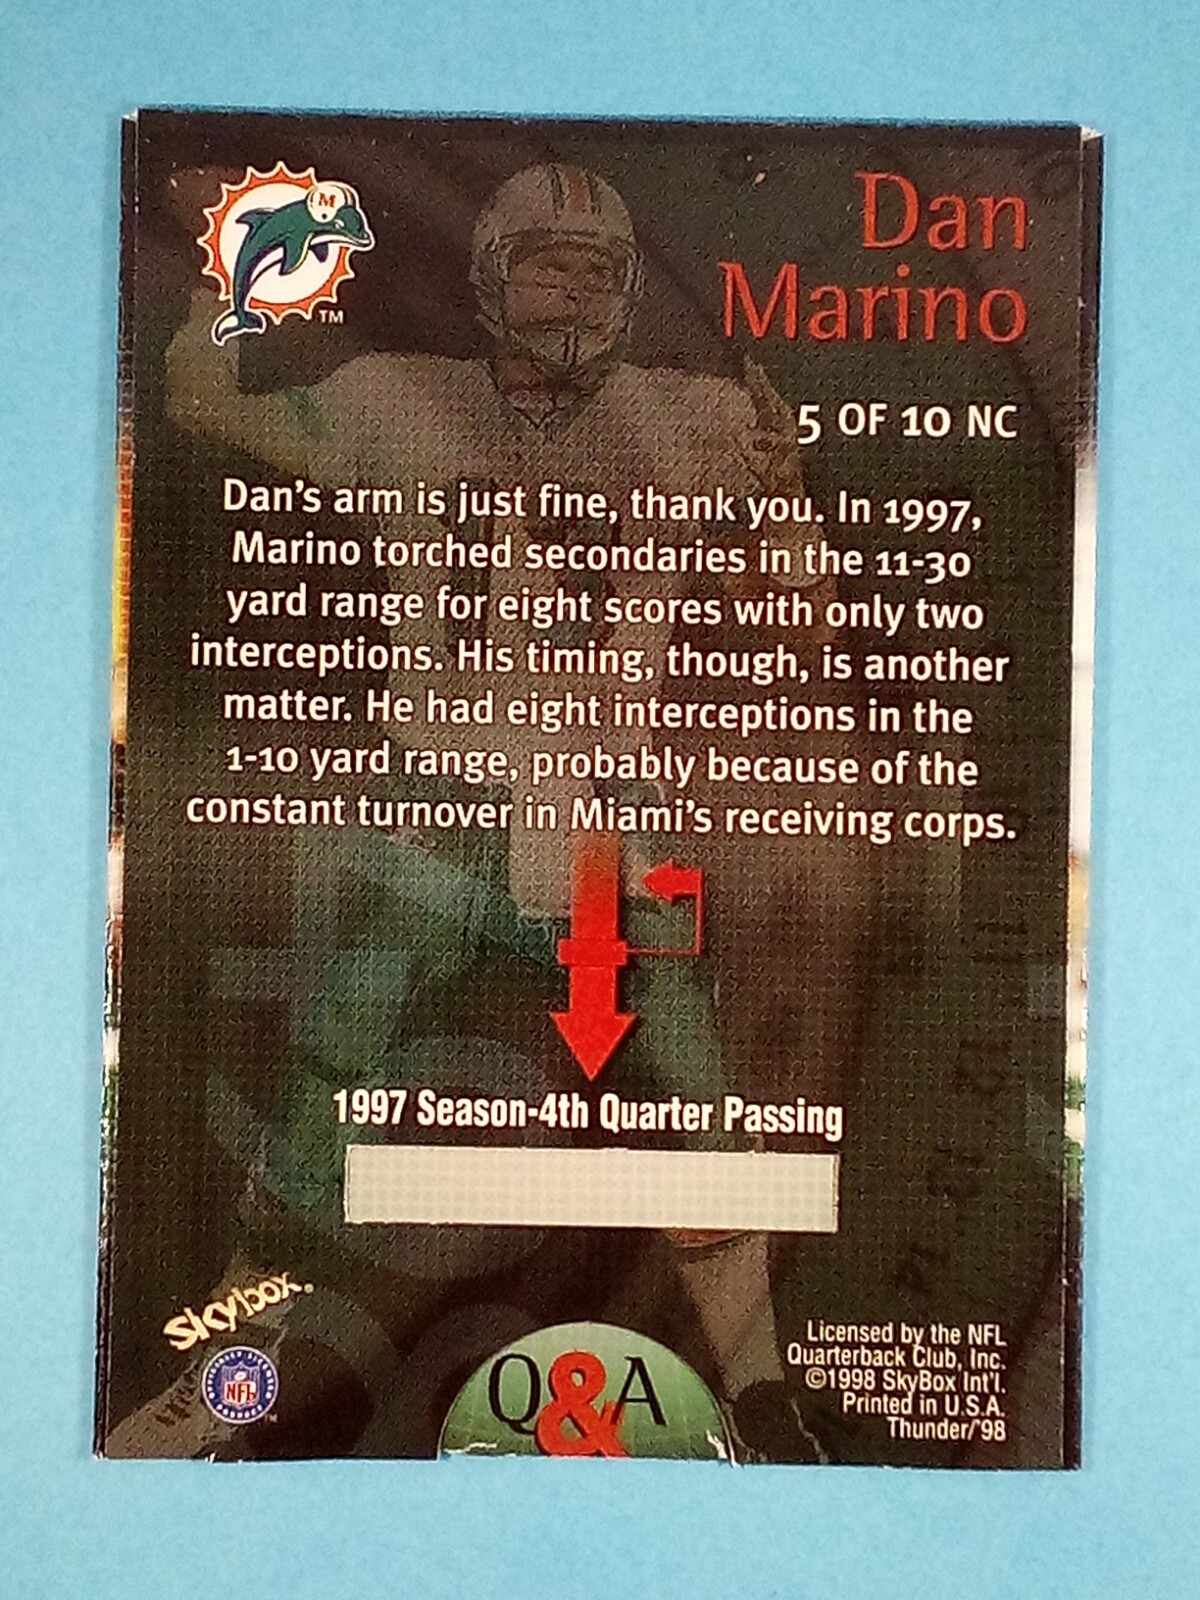 M
TM
Dan
Marino
5 OF 10 NC
Dan's arm is just fine, thank you. In 1997,
Marino torched secondaries in the 11-30
yard range for eight scores with only two
interceptions. His timing, though, is another
matter. He had eight interceptions in the
1-10 yard range, probably because of the
constant turnover in Miami's receiving corps.
1997 Season-4th Quarter Passing
Skybox®
NFL
TM
Q&A
Licensed by the NFL
Quarterback Club, Inc.
©1998 SkyBox Int'l.
Printed in U.S.A.
Thunder/'98